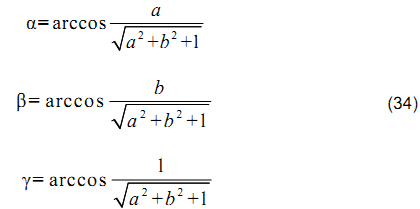 α=arccos a/√(a²+b²+1)
β=arccos b/√(a²+b²+1) (34)
γ=arccos 1/√(a²+b²+1)